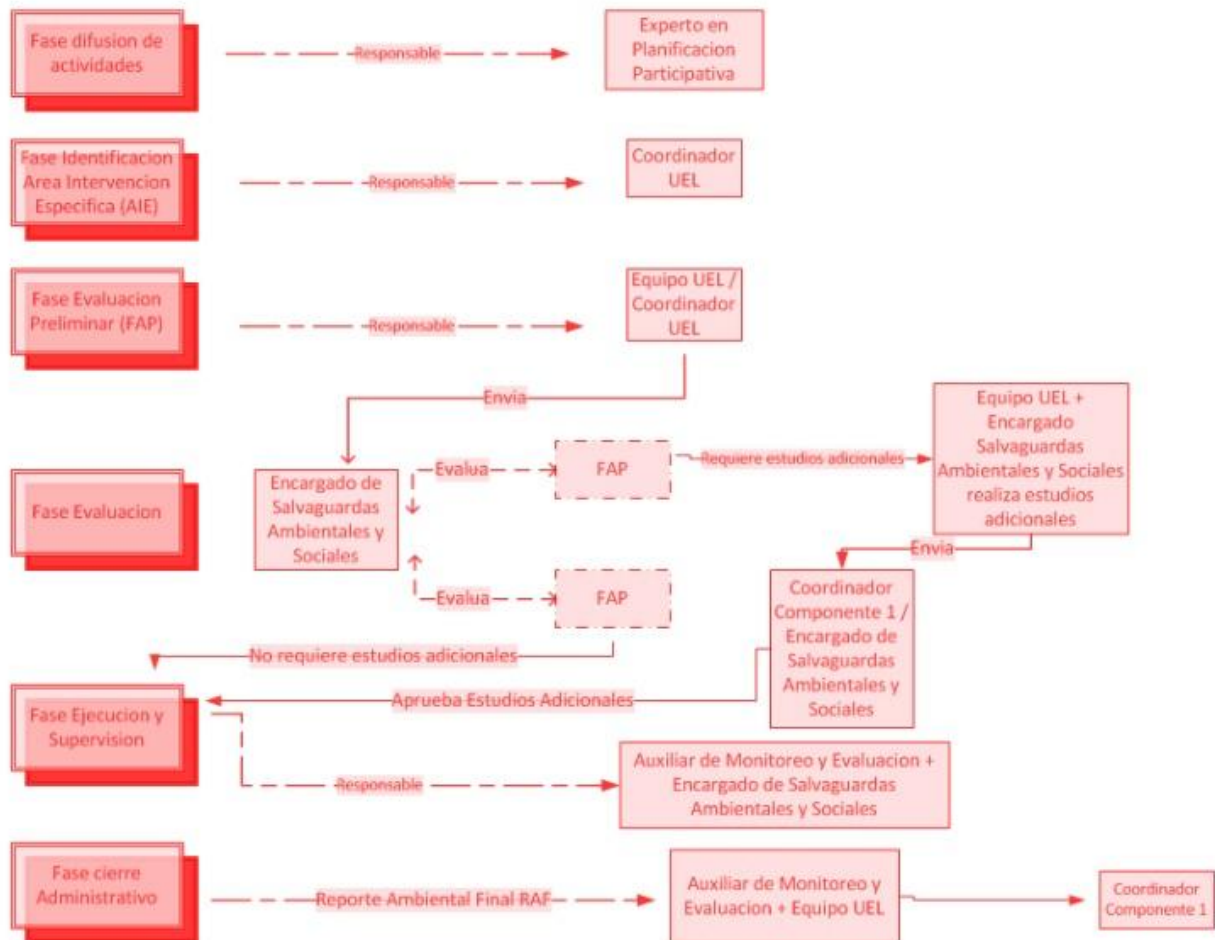 Fase difusion de
actividades
Responsable
Experto en
Planificacion
Participativa
Fase Identificacion
Area Intervencion
Especifica (AIE)
Responsable
Coordinador
UEL
Fase Evaluacion
Preliminar (FAP)
Responsable
Equipo UEL /
Coordinador
UEL
Envia
Fase Evaluacion
Encargado de
Salvaguardas
Ambientales y
Sociales
Evalua
FAP
Requiere estudios adicionales
Equipo UEL +
Encargado
Salvaguardas
Ambientales y Sociales
realiza estudios
adicionales
Envia
Evalua
FAP
Coordinador
Componente 1 /
Encargado de
Salvaguardas
Ambientales y
Sociales
No requiere estudios adicionales
Aprueba Estudios Adicionales
Fase Ejecucion y
Supervision
Responsable
Auxiliar de Monitoreo y Evaluacion +
Encargado de Salvaguardas
Ambientales y Sociales
Fase cierre
Administrativo
Reporte Ambiental Final RAF
Auxiliar de Monitoreo y
Evaluacion + Equipo UEL
Coordinador
Componente 1